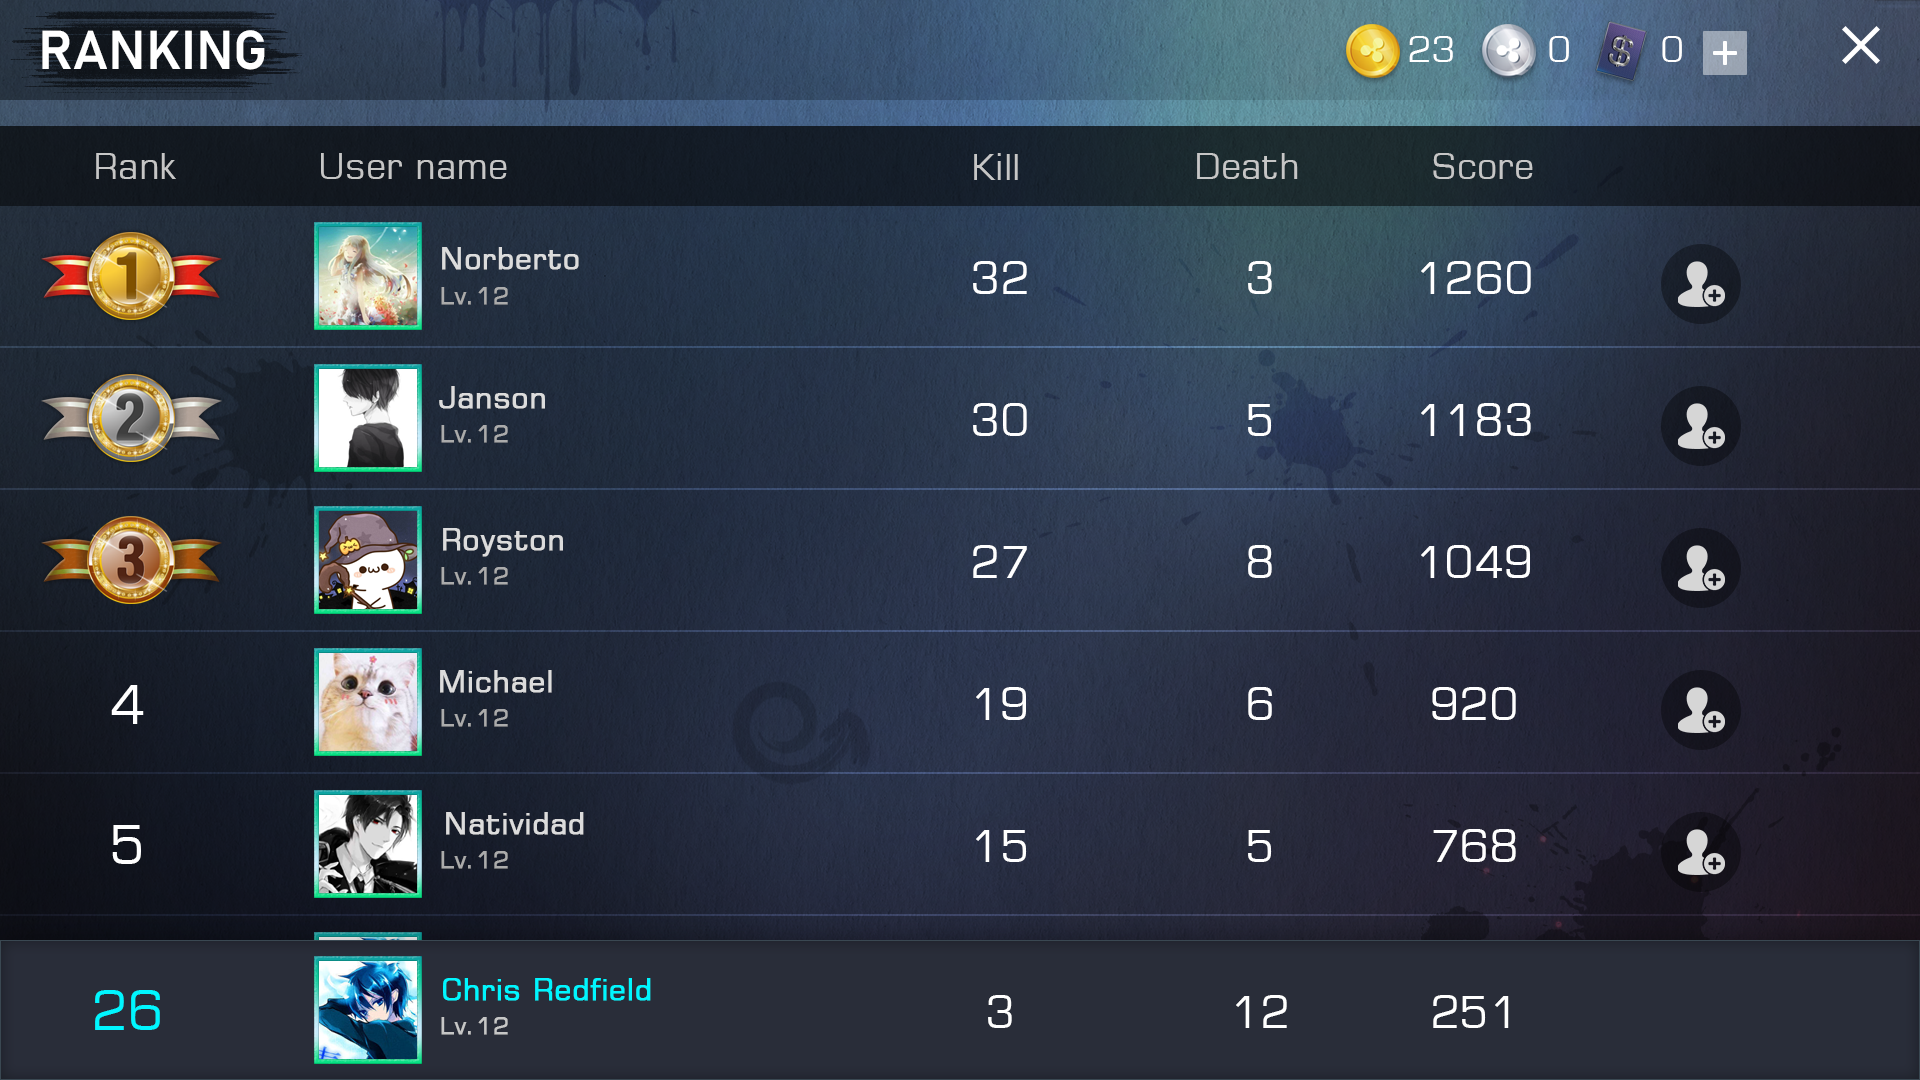 RANKING
23 0 $ 0 +
Rank User name Kill Death Score
1 Norberto 32 3 1260
Lv.12
2 Janson 30 5 1183
Lv.12
3 Royston 27 8 1049
Lv.12
4 Michael 19 6 920
Lv.12
5 Natividad 15 5 768
Lv.12
26 Chris Redfield 3 12 251
Lv.12